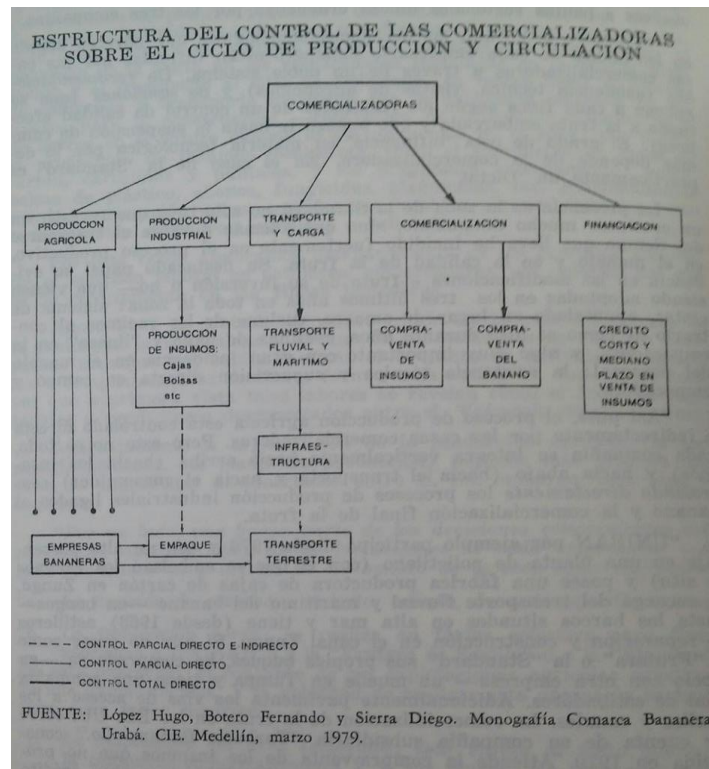 ESTRUCTURA DEL CONTROL DE LAS COMERCIALIZADORAS
SOBRE EL CICLO DE PRODUCCION Y CIRCULACION
COMERCIALIZADORAS
PRODUCCION
AGRICOLA
PRODUCCION
INDUSTRIAL
TRANSPORTE
Y CARGA
COMERCIALIZACION
FINANCIACION
PRODUCCION
DE INSUMOS:
Cajas
Bolsas
etc
TRANSPORTE
FLUVIAL Y
MARITIMO
COMPRA-
VENTA
DE
INSUMOS
COMPRA-
VENTA
DEL
BANANO
CREDITO
CORTO Y
MEDIANO
PLAZO EN
VENTA DE
INSUMOS
INFRAES-
TRUCTURA
EMPRESAS
BANANERAS
EMPAQUE
TRANSPORTE
TERRESTRE
CONTROL PARCIAL DIRECTO E INDIRECTO
CONTROL PARCIAL DIRECTO
CONTROL TOTAL DIRECTO
FUENTE: López Hugo, Botero Fernando y Sierra Diego. Monografía Comarca Bananera
Urabá. CIE. Medellín, marzo 1979.